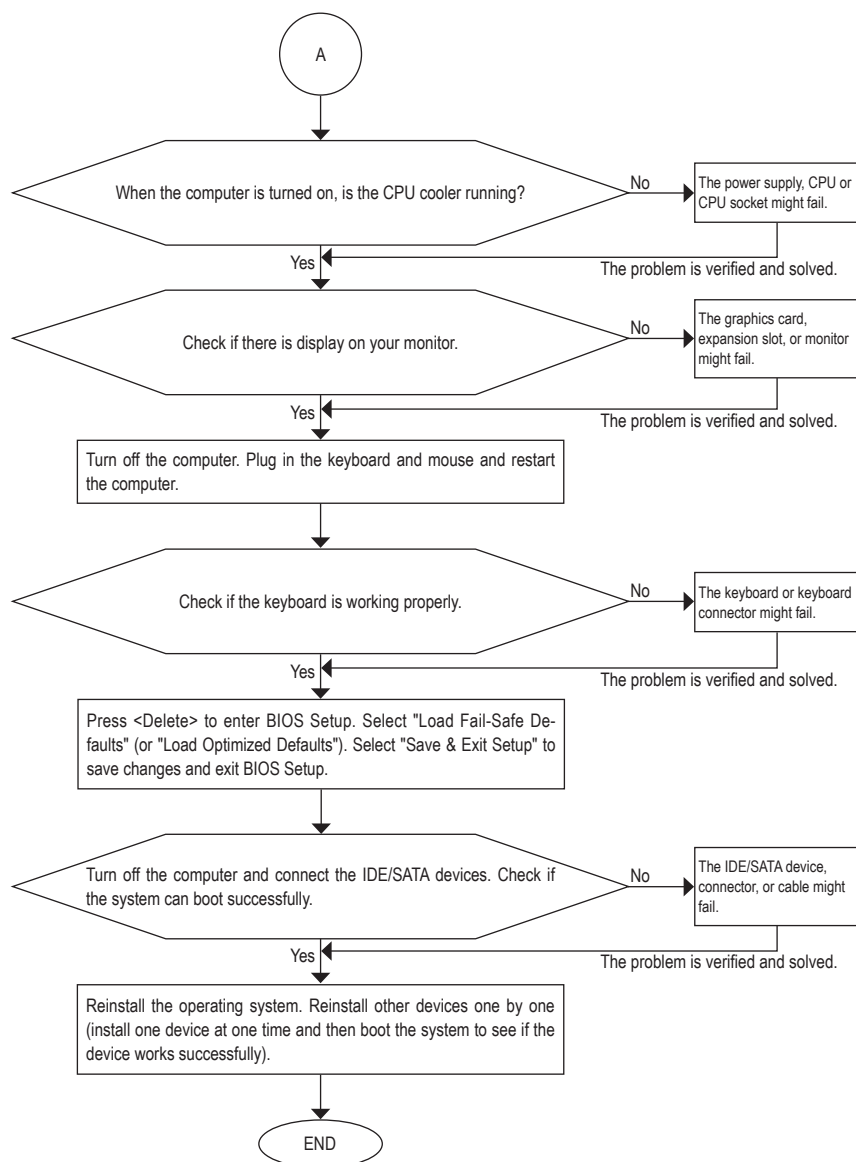 A
When the computer is turned on, is the CPU cooler running?
No
The power supply, CPU or
CPU socket might fail.
Yes
The problem is verified and solved.
Check if there is display on your monitor.
No
The graphics card,
expansion slot, or monitor
might fail.
Yes
The problem is verified and solved.
Turn off the computer. Plug in the keyboard and mouse and restart
the computer.
Check if the keyboard is working properly.
No
The keyboard or keyboard
connector might fail.
Yes
The problem is verified and solved.
Press <Delete> to enter BIOS Setup. Select "Load Fail-Safe De-
faults" (or "Load Optimized Defaults"). Select "Save & Exit Setup" to
save changes and exit BIOS Setup.
Turn off the computer and connect the IDE/SATA devices. Check if
the system can boot successfully.
No
The IDE/SATA device,
connector, or cable might
fail.
Yes
The problem is verified and solved.
Reinstall the operating system. Reinstall other devices one by one
(install one device at one time and then boot the system to see if the
device works successfully).
END